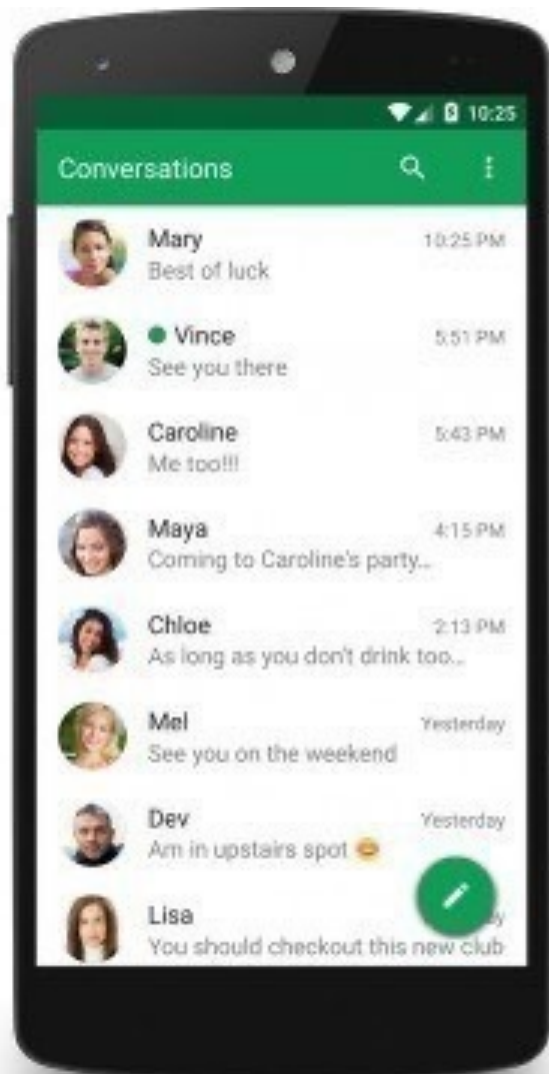 10:25
Conversations
Mary 10:25 PM
Best of luck
Vince 5:51 PM
See you there
Caroline 5:43 PM
Me too!!!
Maya 4:15 PM
Coming to Caroline's party...
Chloe 2:13 PM
As long as you don't drink too...
Mel Yesterday
See you on the weekend
Dev Yesterday
Am in upstairs spot 😊
Lisa
You should checkout this new club